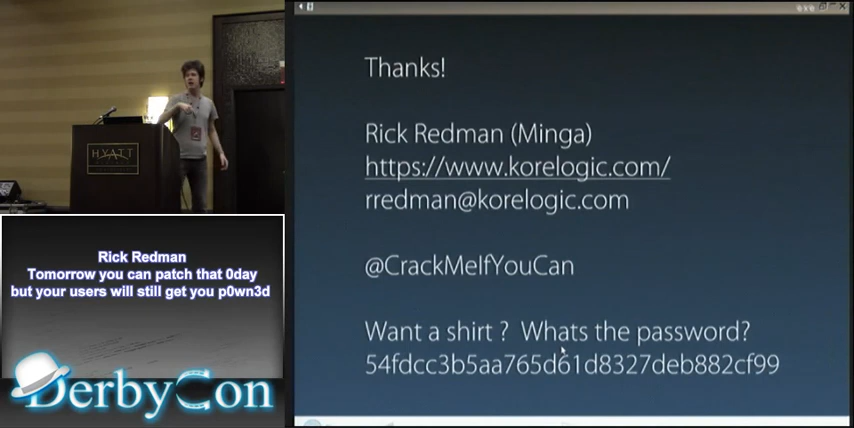 HYATT
Rick Redman
Tomorrow you can patch that 0day
but your users will still get you p0wn3d
DerbyCon
Thanks!
Rick Redman (Minga)
https://www.korelogic.com/
rredman@korelogic.com
@CrackMeIfYouCan
Want a shirt ?  Whats the password?
54fdcc3b5aa765d61d8327deb882cf99